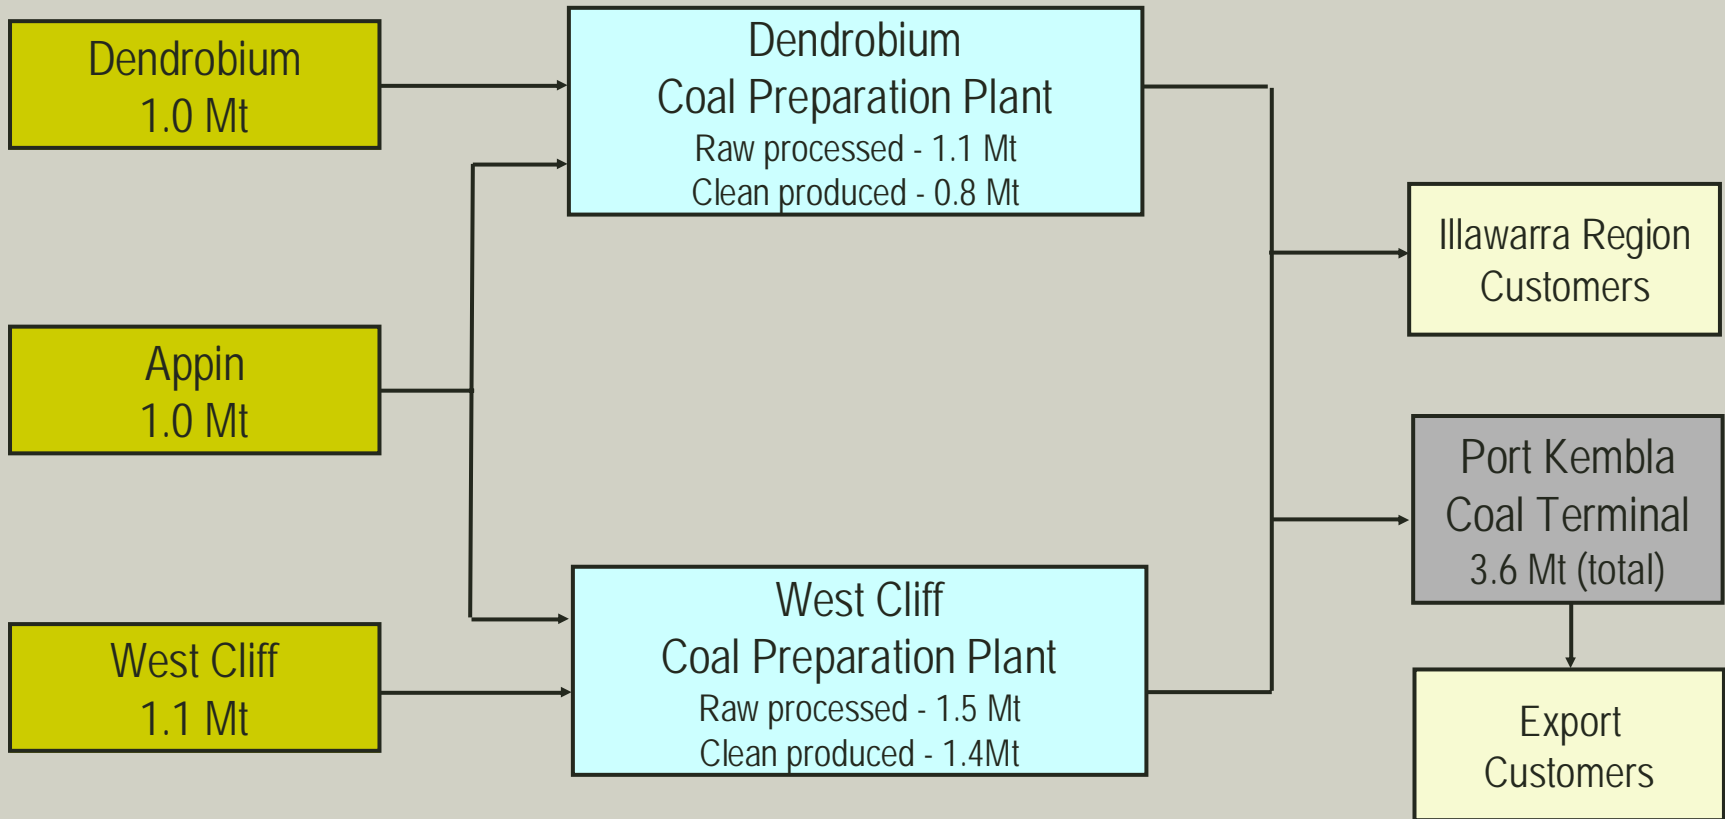 Dendrobium
1.0 Mt
Dendrobium
Coal Preparation Plant
Raw processed - 1.1 Mt
Clean produced - 0.8 Mt
Illawarra Region
Customers
Appin
1.0 Mt
Port Kembla
Coal Terminal
3.6 Mt (total)
West Cliff
1.1 Mt
West Cliff
Coal Preparation Plant
Raw processed - 1.5 Mt
Clean produced - 1.4Mt
Export
Customers